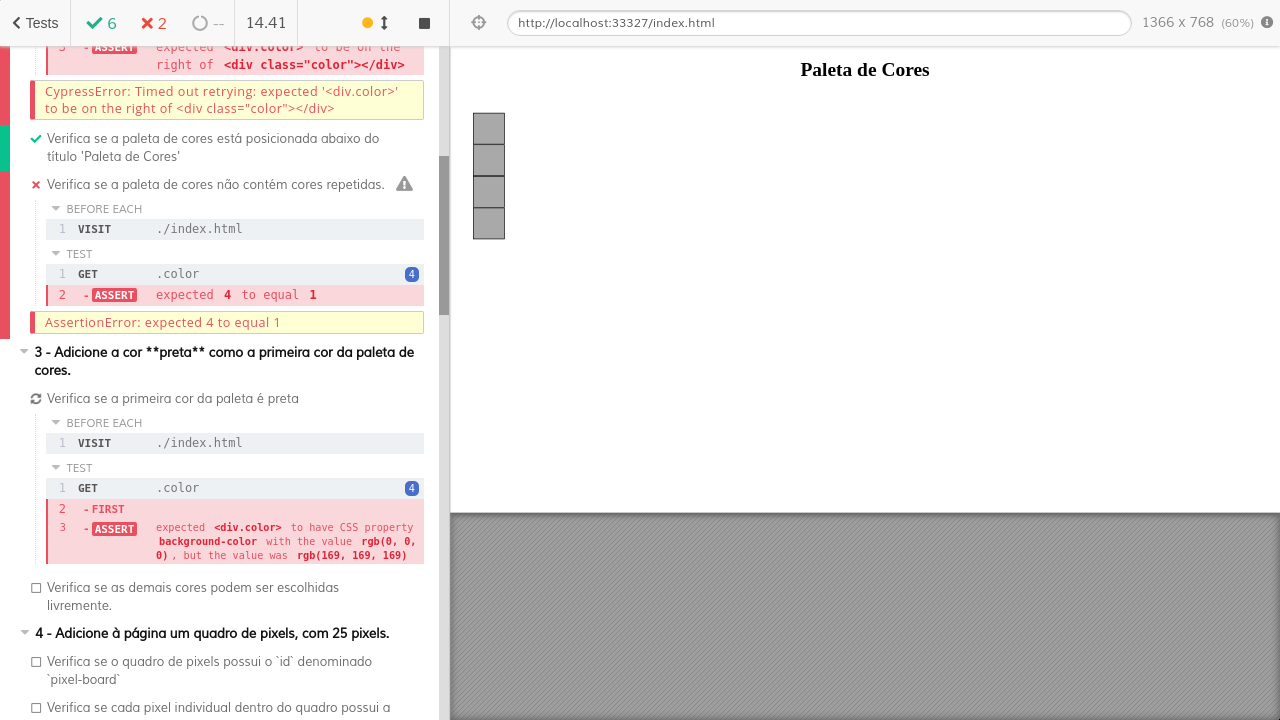 Tests 6 2 -- 14.41 http://localhost:33327/index.html 1366 x 768 (60%)
3 - ASSERT expected <div.color> to be on the
right of <div class="color"></div>
CypressError: Timed out retrying: expected '<div.color>'
to be on the right of <div class="color"></div>
Verifica se a paleta de cores está posicionada abaixo do
título 'Paleta de Cores'
Verifica se a paleta de cores não contém cores repetidas.
BEFORE EACH
1 VISIT ./index.html
TEST
1 GET .color 4
2 - ASSERT expected 4 to equal 1
AssertionError: expected 4 to equal 1
3 - Adicione a cor **preta** como a primeira cor da paleta de
cores.
Verifica se a primeira cor da paleta é preta
BEFORE EACH
1 VISIT ./index.html
TEST
1 GET .color 4
2 - FIRST
3 - ASSERT expected <div.color> to have CSS property
background-color with the value rgb(0, 0,
0), but the value was rgb(169, 169, 169)
Verifica se as demais cores podem ser escolhidas
livremente.
4 - Adicione à página um quadro de pixels, com 25 pixels.
Verifica se o quadro de pixels possui o `id` denominado
`pixel-board`
Verifica se cada pixel individual dentro do quadro possui a
Paleta de Cores